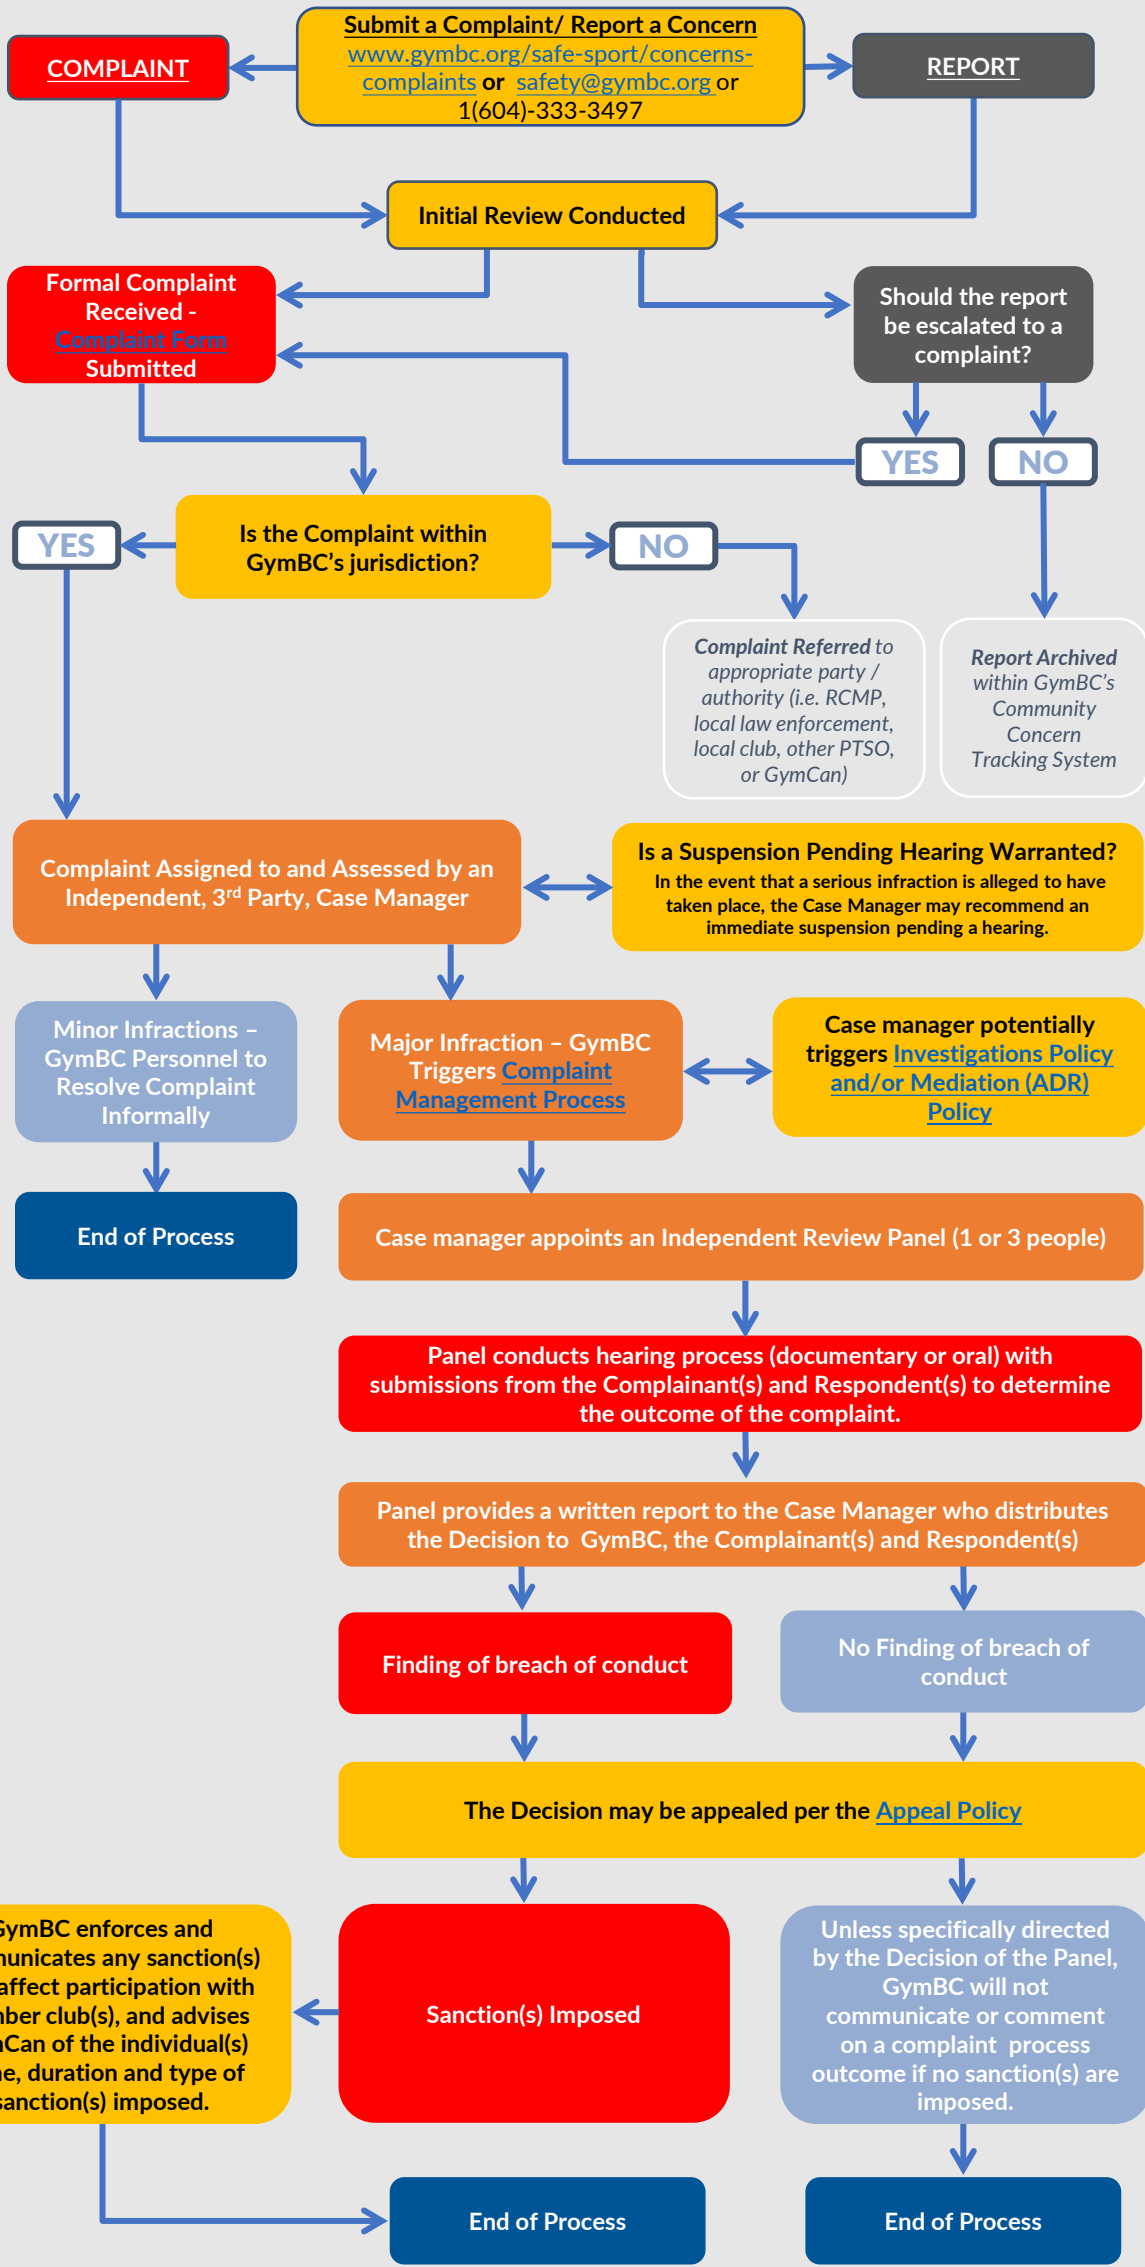 Submit a Complaint/ Report a Concern
www.gymbc.org/safe-sport/concerns-
complaints or safety@gymbc.org or
1(604)-333-3497
COMPLAINT
REPORT
Initial Review Conducted
Formal Complaint
Received -
Complaint Form
Submitted
Should the report
be escalated to a
complaint?
YES
NO
Is the Complaint within
GymBC's jurisdiction?
YES
NO
Complaint Referred to
appropriate party /
authority (i.e. RCMP,
local law enforcement,
local club, other PTSO,
or GymCan)
Report Archived
within GymBC's
Community
Concern
Tracking System
Complaint Assigned to and Assessed by an
Independent, 3rd Party, Case Manager
Is a Suspension Pending Hearing Warranted?
In the event that a serious infraction is alleged to have
taken place, the Case Manager may recommend an
immediate suspension pending a hearing.
Minor Infractions –
GymBC Personnel to
Resolve Complaint
Informally
Major Infraction – GymBC
Triggers Complaint
Management Process
Case manager potentially
triggers Investigations Policy
and/or Mediation (ADR)
Policy
End of Process
Case manager appoints an Independent Review Panel (1 or 3 people)
Panel conducts hearing process (documentary or oral) with
submissions from the Complainant(s) and Respondent(s) to determine
the outcome of the complaint.
Panel provides a written report to the Case Manager who distributes
the Decision to GymBC, the Complainant(s) and Respondent(s)
Finding of breach of conduct
No Finding of breach of
conduct
The Decision may be appealed per the Appeal Policy
GymBC enforces and
any sanction(s)
affect participation with
club(s), and advises
of the individual(s)
duration and type of
sanction(s) imposed.
Sanction(s) Imposed
Unless specifically directed
by the Decision of the Panel,
GymBC will not
communicate or comment
on a complaint process
outcome if no sanction(s) are
imposed.
End of Process
End of Process